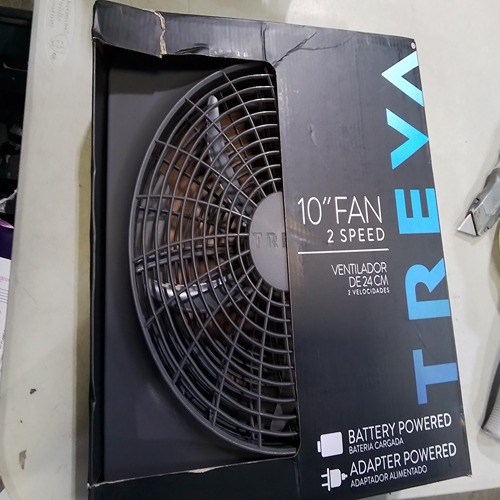 TREVA
10" FAN
2 SPEED
VENTILADOR
DE 24 CM
2 VELOCIDADES
TRE
BATTERY POWERED
BATERIA CARGADA
ADAPTER POWERED
ADAPTADOR ALIMENTADO